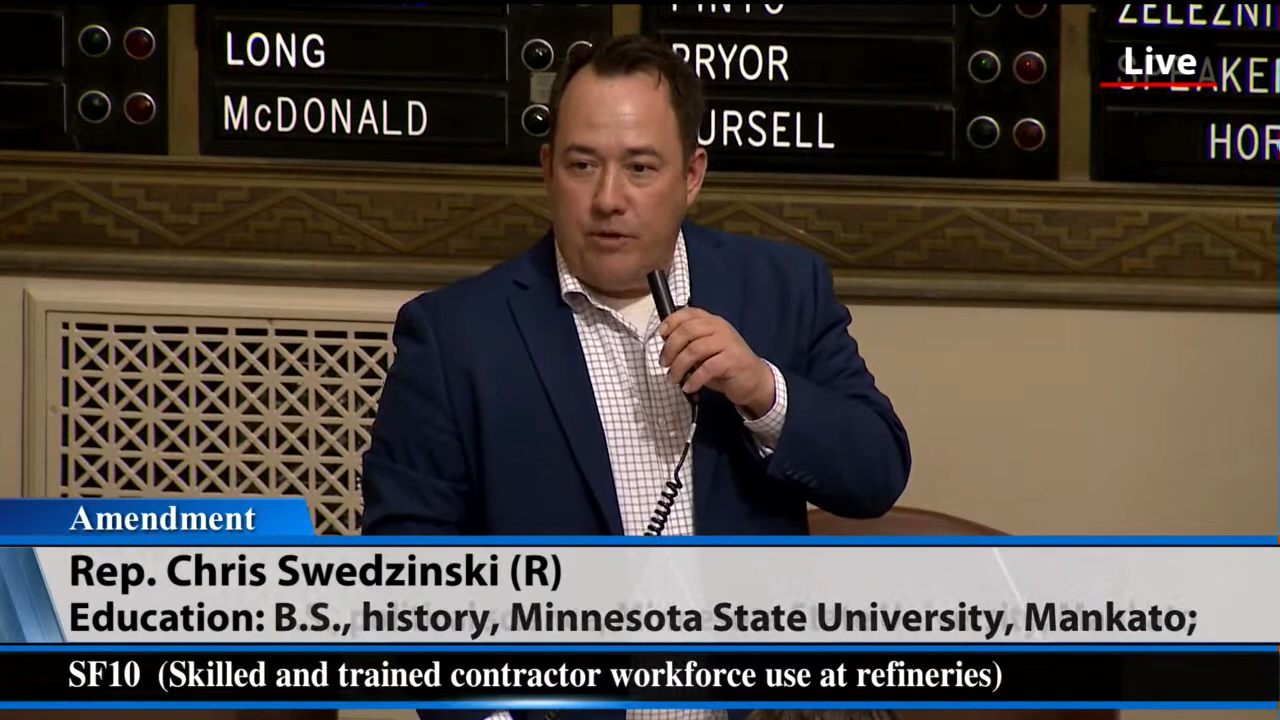 LONG
McDONALD
PRYOR
URSELL
Live
HOR
Amendment
Rep. Chris Swedzinski (R)
Education: B.S., history, Minnesota State University, Mankato;
SF10 (Skilled and trained contractor workforce use at refineries)